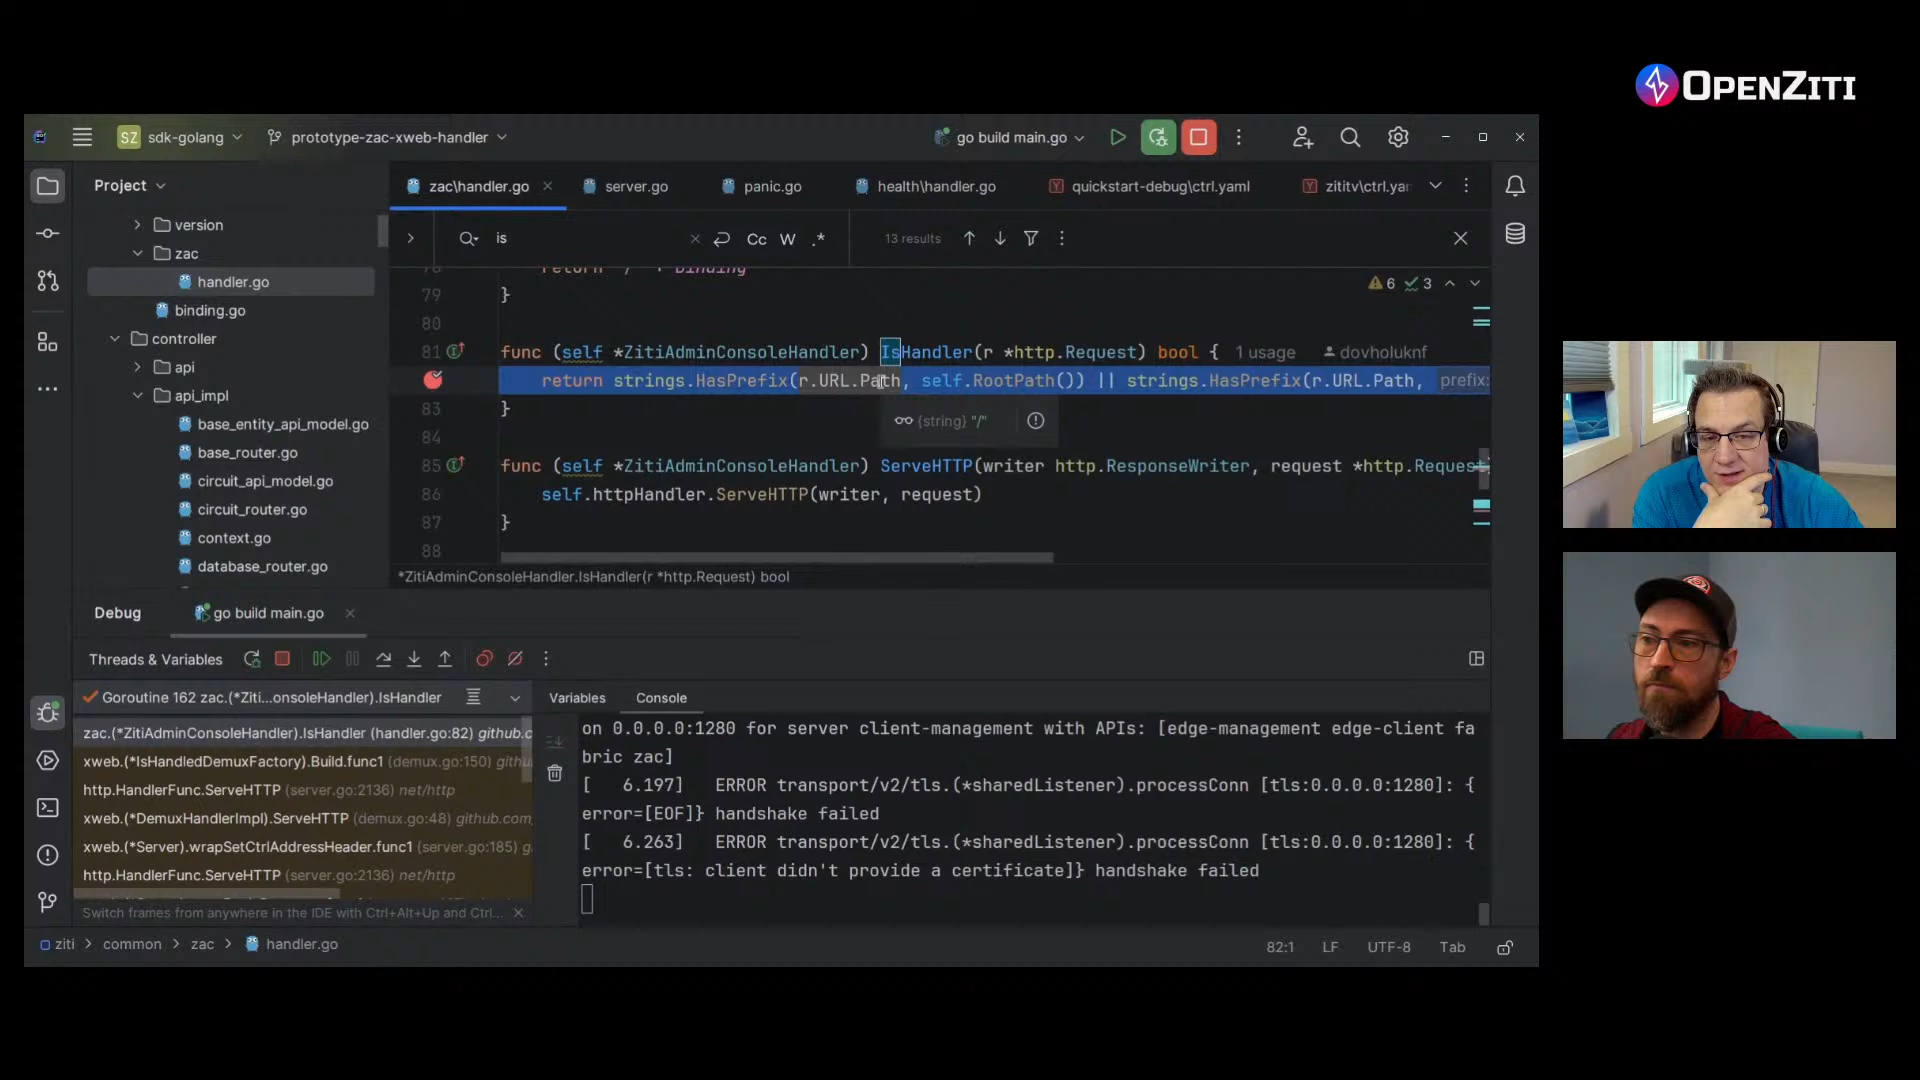 OPENZITI
SZ sdk-golang prototype-zac-xweb-handler go build main.go
Project zac\handler.go server.go panic.go health\handler.go quickstart-debug\ctrl.yaml zititv\ctrl.yar
version
is Cc W .* 13 results
zac
handler.go
79 }
6 3
binding.go
80
controller
81 func (self *ZitiAdminConsoleHandler) IsHandler(r *http.Request) bool { 1 usage dovholuknf
api
return strings.HasPrefix(r.URL.Path, self.RootPath()) || strings.HasPrefix(r.URL.Path, prefix:
api_impl
83 }
base_entity_api_model.go
{string} "/"
84
base_router.go
85 func (self *ZitiAdminConsoleHandler) ServeHTTP(writer http.ResponseWriter, request *http.Request
circuit_api_model.go
86 self.httpHandler.ServeHTTP(writer, request)
circuit_router.go
87 }
context.go
88
database_router.go
*ZitiAdminConsoleHandler.IsHandler(r *http.Request) bool
Debug go build main.go
Threads & Variables
Goroutine 162 zac.(*Ziti...onsoleHandler).IsHandler Variables Console
zac.(*ZitiAdminConsoleHandler).IsHandler (handler.go:82) github.c
xweb.(*IsHandledDemuxFactory).Build.func1 (demux.go:150) githu
http.HandlerFunc.ServeHTTP (server.go:2136) net/http
xweb.(*DemuxHandlerImpl).ServeHTTP (demux.go:48) github.com
xweb.(*Server).wrapSetCtrlAddressHeader.func1 (server.go:185) g
http.HandlerFunc.ServeHTTP (server.go:2136) net/http
Switch frames from anywhere in the IDE with Ctrl+Alt+Up and Ctrl...
on 0.0.0.0:1280 for server client-management with APIs: [edge-management edge-client fa
bric zac]
[ 6.197] ERROR transport/v2/tls.(*sharedListener).processConn [tls:0.0.0.0:1280]: {
error=[EOF]} handshake failed
[ 6.263] ERROR transport/v2/tls.(*sharedListener).processConn [tls:0.0.0.0:1280]: {
error=[tls: client didn't provide a certificate]} handshake failed
ziti > common > zac > handler.go 82:1 LF UTF-8 Tab